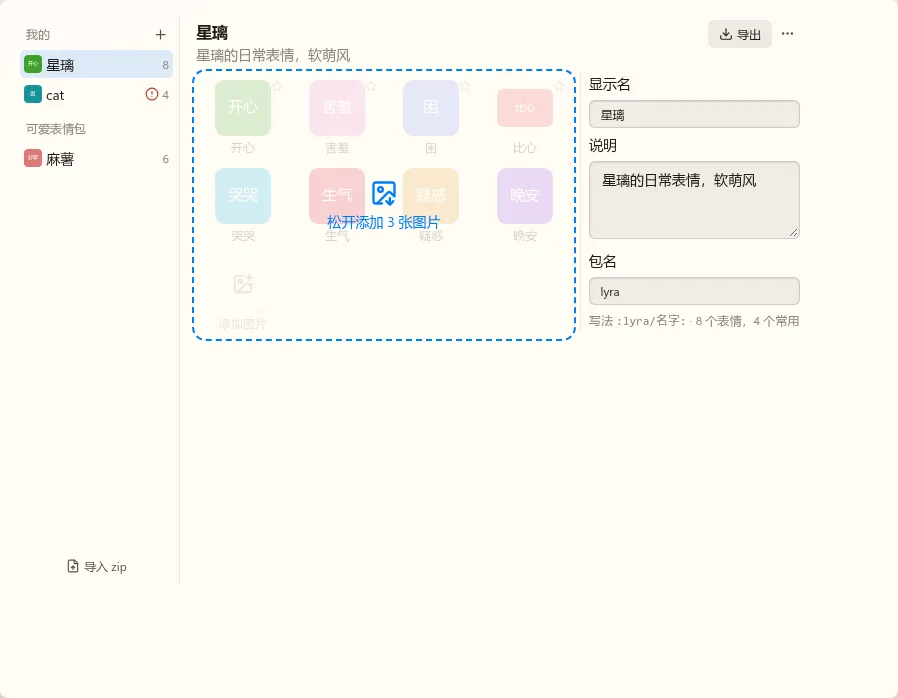 我的
星璃 8
cat 4
可爱表情包
麻薯 6
导入 zip
星璃
星璃的日常表情，软萌风
导出
开心 害羞 困 比心
开心 害羞 困 比心
哭哭 生气 疑惑 晚安
松开添加 3 张图片
哭哭 生气 疑惑 晚安
添加图片
显示名
星璃
说明
星璃的日常表情，软萌风
包名
lyra
写法 :lyra/名字: · 8 个表情，4 个常用